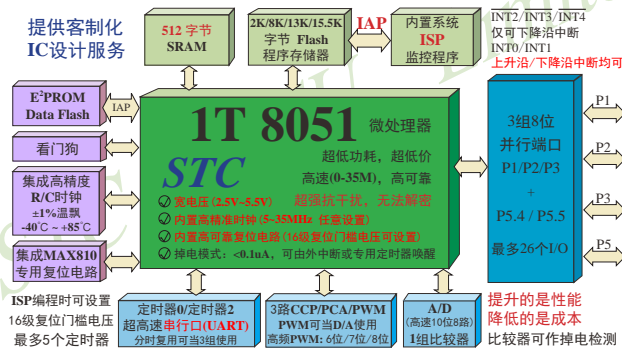 提供客制化
IC设计服务
512 字节
SRAM
2K/8K/13K/15.5K
字节 Flash
程序存储器
IAP
内置系统
ISP
监控程序
INT2/INT3/INT4
仅可下降沿中断
INT0/INT1
上升沿/下降沿中断均可
E²PROM
Data Flash
IAP
看门狗
集成高精度
R/C时钟
±1%温飘
-40℃ ~ +85℃
集成MAX810
专用复位电路
1T 8051 微处理器
STC
超低功耗，超低价
高速(0-35M)，高可靠
宽电压(2.5V~5.5V)
超强抗干扰，无法解密
内置高精准时钟(5~35MHz 任意设置)
内置高可靠复位电路(16级复位门槛电压可设置)
掉电模式：<0.1uA，可由外中断或专用定时器唤醒
3组8位
并行端口
P1/P2/P3
+
P5.4 / P5.5
最多26个I/O
P1
P2
P3
P5
ISP编程时可设置
16级复位门槛电压
最多5个定时器
定时器0/定时器2
超高速串行口(UART)
分时复用可当3组使用
3路CCP/PCA/PWM
PWM可当D/A使用
高频PWM: 6位/7位/8位
A/D
(高速10位8路)
1组比较器
提升的是性能
降低的是成本
比较器可作掉电检测